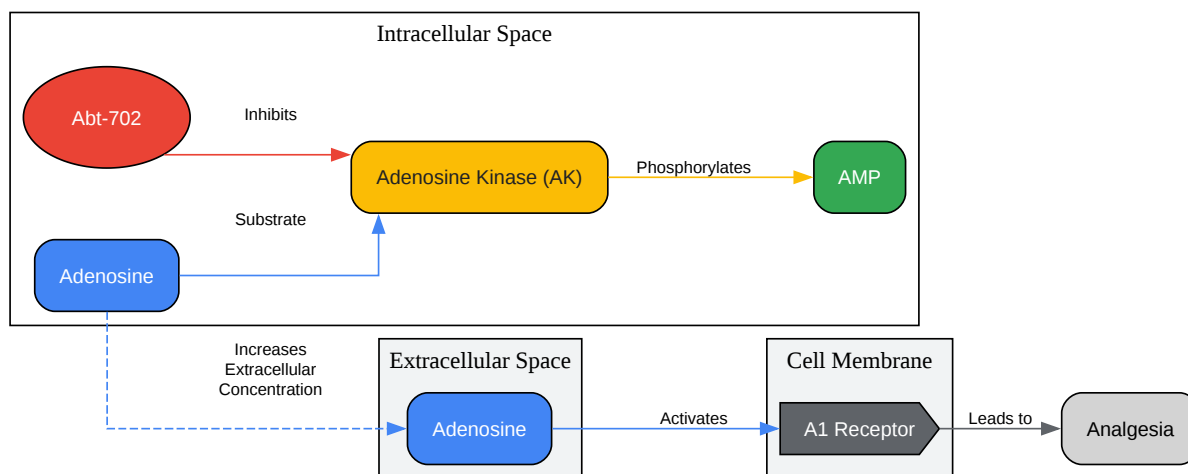 Intracellular Space
Abt-702
Inhibits
Adenosine Kinase (AK)
Phosphorylates
AMP
Substrate
Adenosine
Increases
Extracellular
Concentration
Extracellular Space
Adenosine
Activates
Cell Membrane
A1 Receptor
Leads to
Analgesia